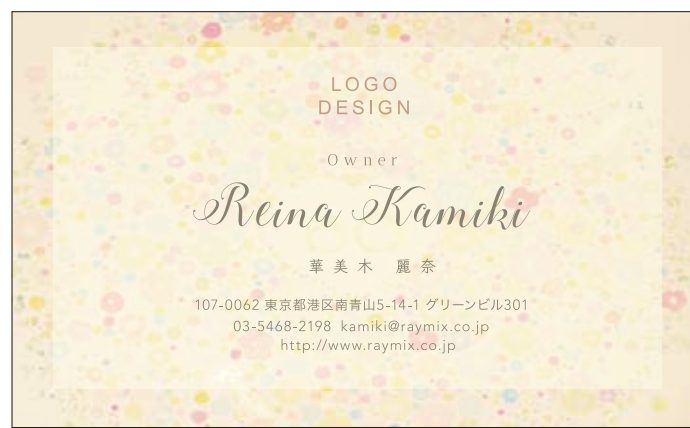 LOGO
DESIGN
Owner
Reina Kamiki
華美木 麗奈
107-0062 東京都港区南青山5-14-1 グリーンビル301
03-5468-2198 kamiki@raymix.co.jp
http://www.raymix.co.jp